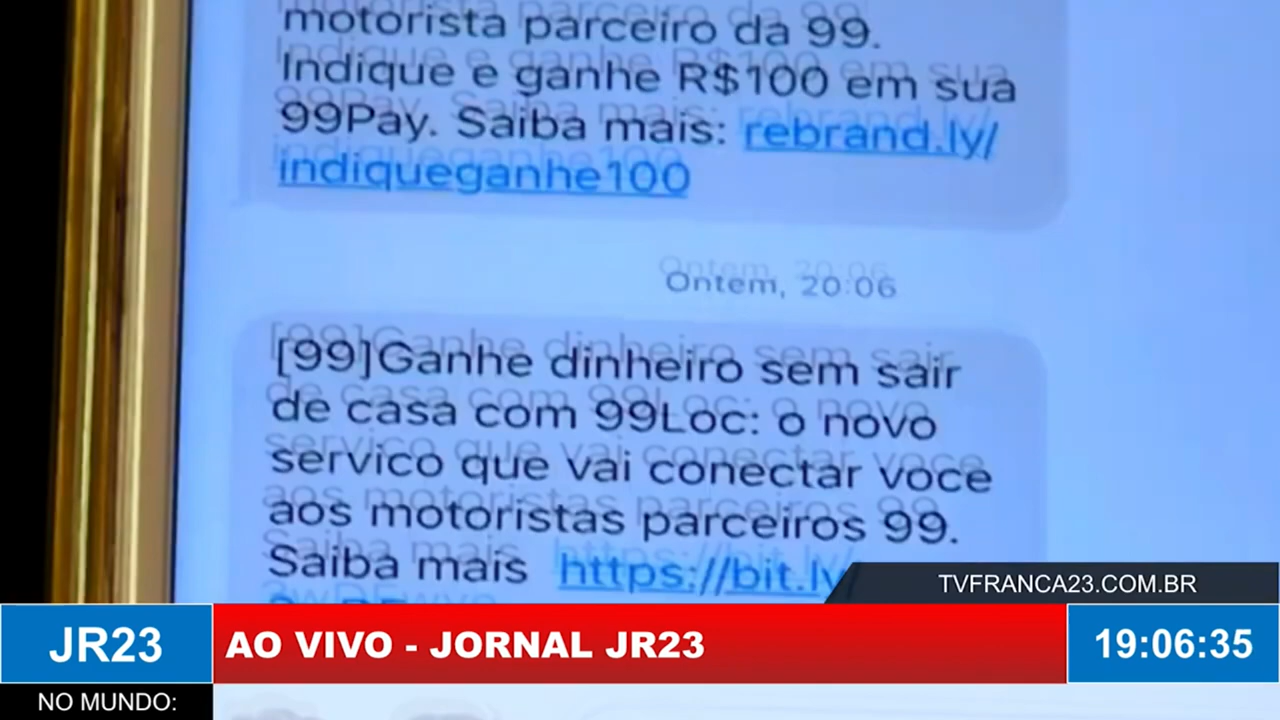 motorista parceiro da 99.
Indique e ganhe R$100 em sua
99Pay. Saiba mais: rebrand.ly/
indiqueganhe100
Ontem, 20:06
[99]Ganhe dinheiro sem sair
de casa com 99Loc: o novo
servico que vai conectar voce
aos motoristas parceiros 99.
Saiba mais https://bit.ly/
TVFRANCA23.COM.BR
JR23
AO VIVO - JORNAL JR23
19:06:35
NO MUNDO: